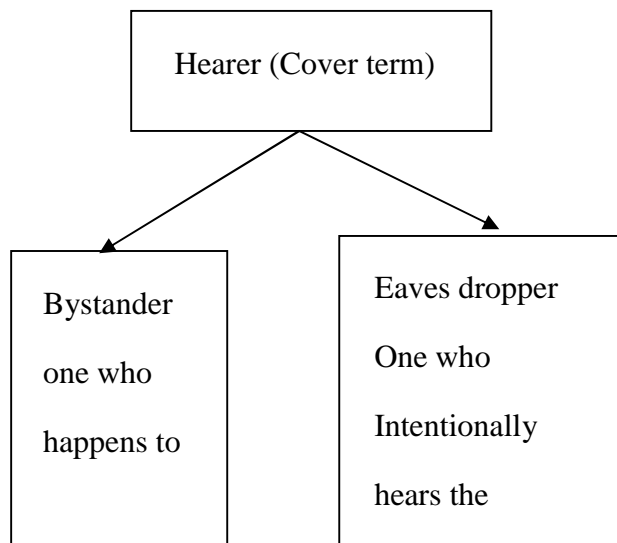 Hearer (Cover term)
Bystander
one who
happens to
Eaves dropper
One who
Intentionally
hears the